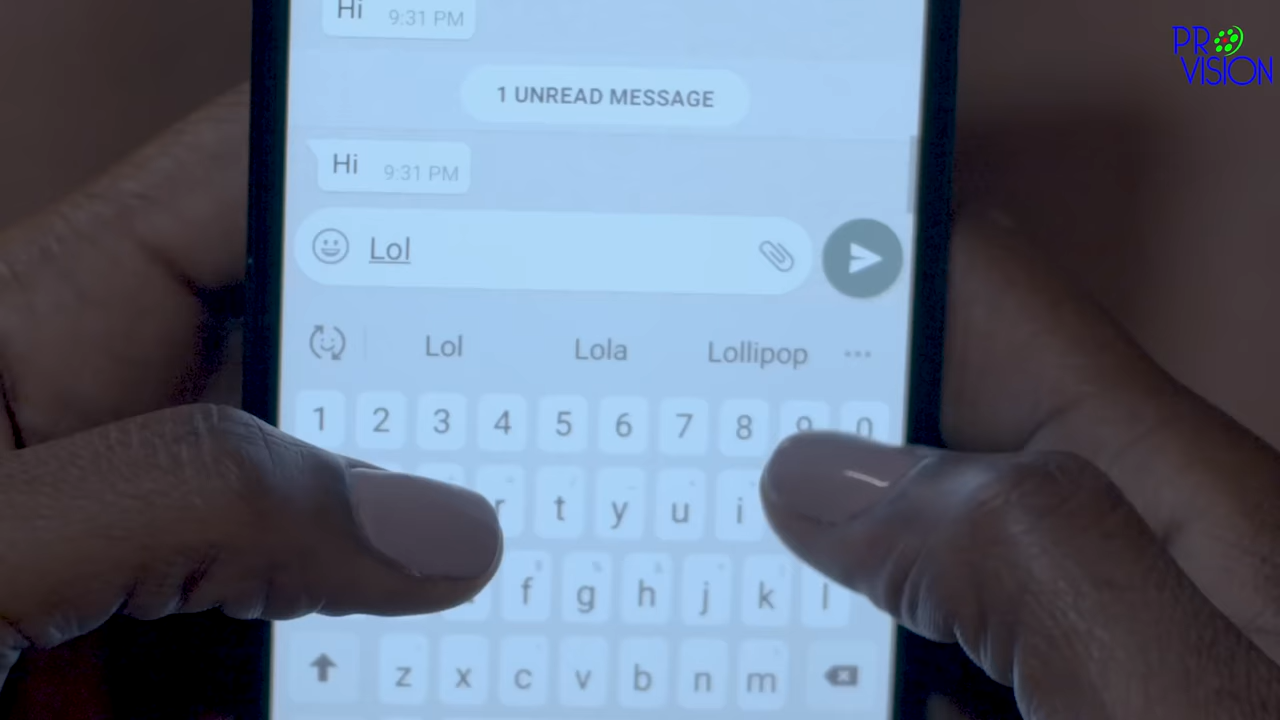 Hi 9:31 PM
1 UNREAD MESSAGE
Hi 9:31 PM
Lol
Lol Lola Lollipop
1 2 3 4 5 6 7 8 9 0
r t y u i
f g h j k l
z x c v b n m
PRO
VISION